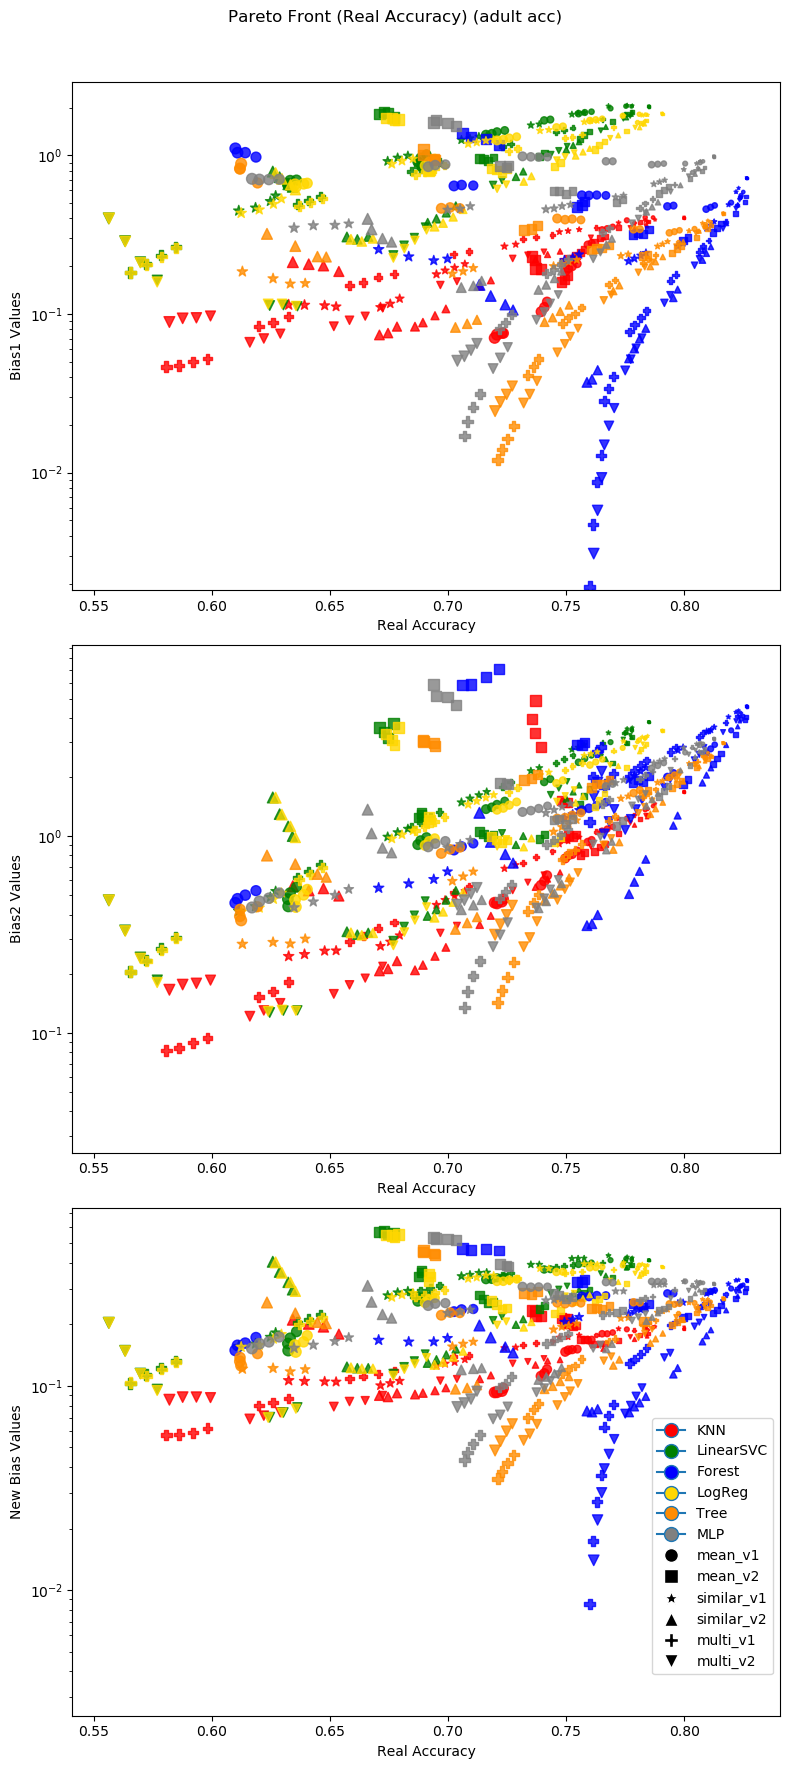 Pareto Front (Real Accuracy) (adult acc)
10^0
10^-1
10^-2
Bias1 Values
0.55 0.60 0.65 0.70 0.75 0.80
Real Accuracy
10^0
10^-1
Bias2 Values
0.55 0.60 0.65 0.70 0.75 0.80
Real Accuracy
10^-1
10^-2
New Bias Values
KNN
LinearSVC
Forest
LogReg
Tree
MLP
mean_v1
mean_v2
similar_v1
similar_v2
multi_v1
multi_v2
0.55 0.60 0.65 0.70 0.75 0.80
Real Accuracy